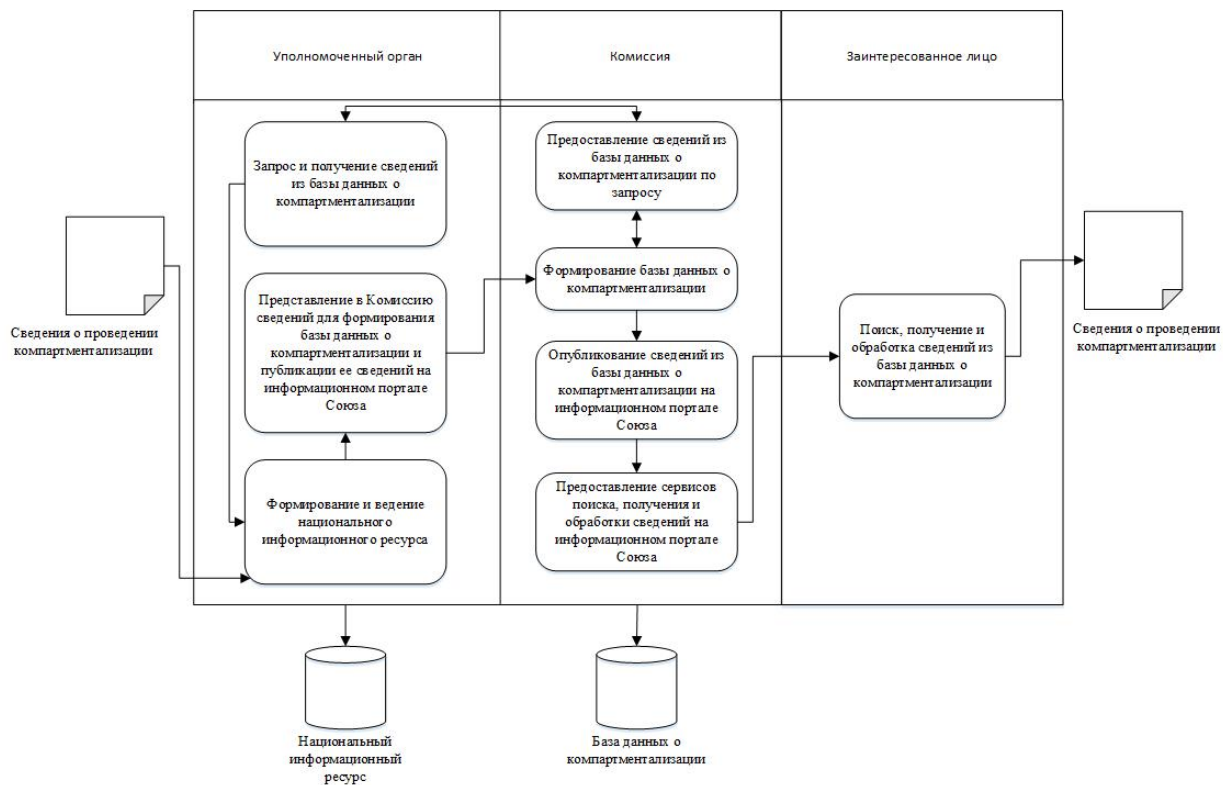 Уполномоченный орган
Комиссия
Заинтересованное лицо
Запрос и получение сведений
из базы данных о
компартментализации
Представление в Комиссию
сведений для формирования
базы данных о
компартментализации и
публикации ее сведений на
информационном портале
Союза
Формирование и ведение
национального
информационного ресурса
Предоставление сведений из
базы данных о
компартментализации по
запросу
Формирование базы данных о
компартментализации
Опубликование сведений из
базы данных о
компартментализации на
информационном портале
Союза
Предоставление сервисов
поиска, получения и
обработки сведений на
информационном портале
Союза
Поиск, получение и
обработка сведений из
базы данных о
компартментализации
Сведения о проведении
компартментализации
Сведения о проведении
компартментализации
Национальный
информационный
ресурс
База данных о
компартментализации